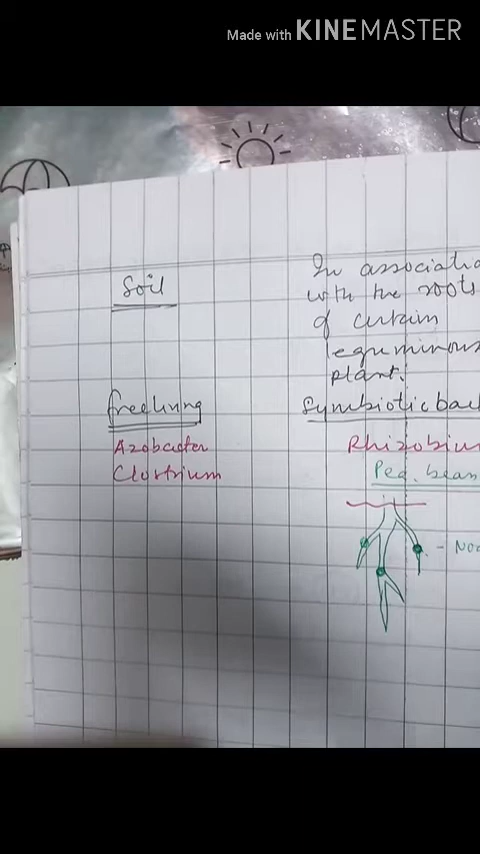 Made with KINEMASTER
Soil
In associatio
with the roots
of certain
leguminous
plant.
freeliving
Symbiotic bac
Azobacter
Clostrium
Rhizobium
Pea, bean
- Nod